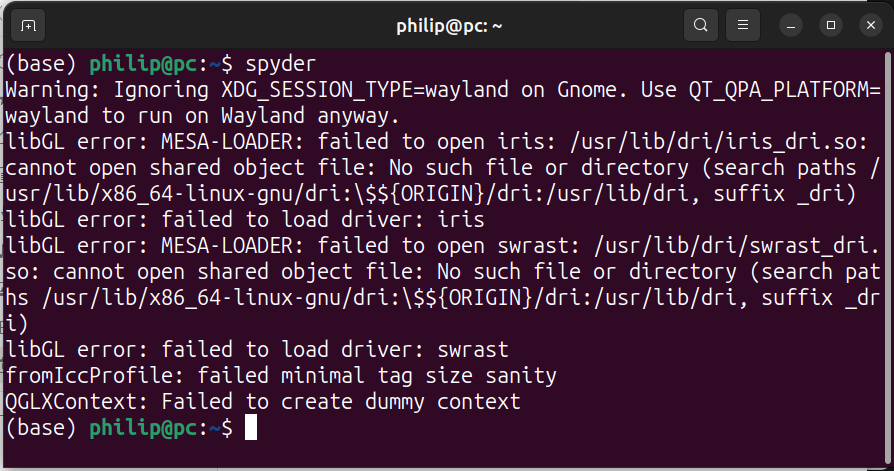 philip@pc: ~
(base) philip@pc:~$ spyder
Warning: Ignoring XDG_SESSION_TYPE=wayland on Gnome. Use QT_QPA_PLATFORM=
wayland to run on Wayland anyway.
libGL error: MESA-LOADER: failed to open iris: /usr/lib/dri/iris_dri.so:
cannot open shared object file: No such file or directory (search paths /
usr/lib/x86_64-linux-gnu/dri:\$${ORIGIN}/dri:/usr/lib/dri, suffix _dri)
libGL error: failed to load driver: iris
libGL error: MESA-LOADER: failed to open swrast: /usr/lib/dri/swrast_dri.
so: cannot open shared object file: No such file or directory (search pat
hs /usr/lib/x86_64-linux-gnu/dri:\$${ORIGIN}/dri:/usr/lib/dri, suffix _dr
i)
libGL error: failed to load driver: swrast
fromIccProfile: failed minimal tag size sanity
QGLXContext: Failed to create dummy context
(base) philip@pc:~$